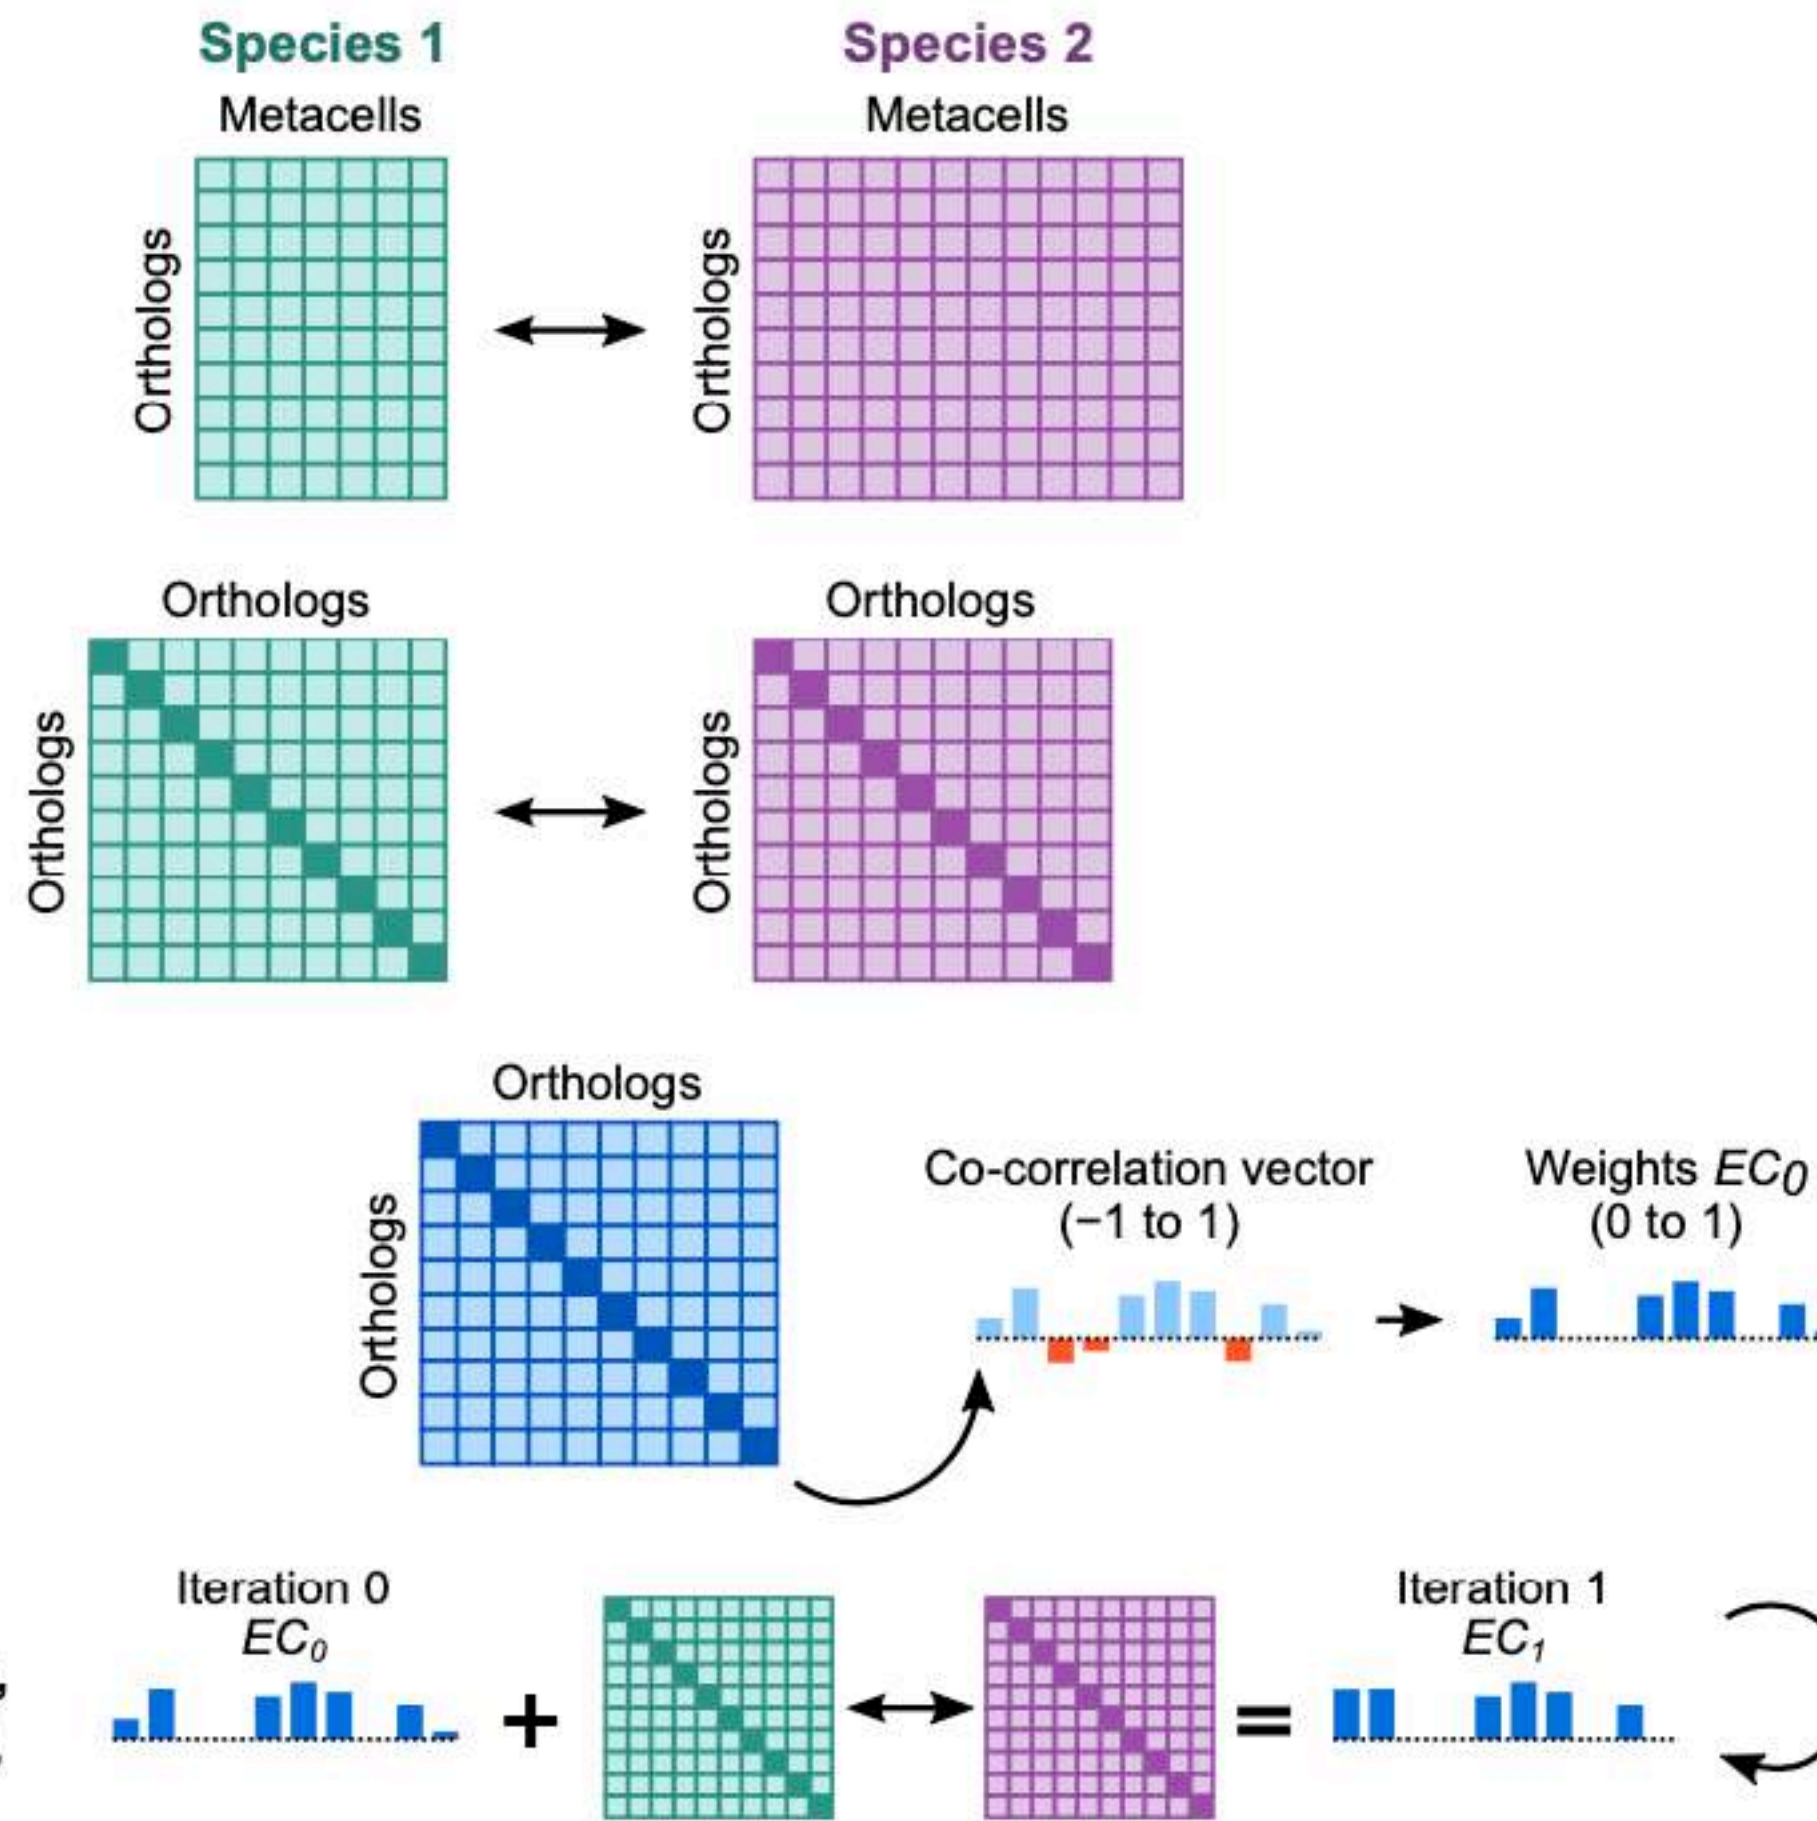 Species 1
Species 2
Metacells
Metacells
Orthologs
Orthologs
Orthologs
Orthologs
Orthologs
Orthologs
Orthologs
Orthologs
Co-correlation vector
(−1 to 1)
Weights EC0
(0 to 1)
Iteration 0
EC0
+
=
Iteration 1
EC1